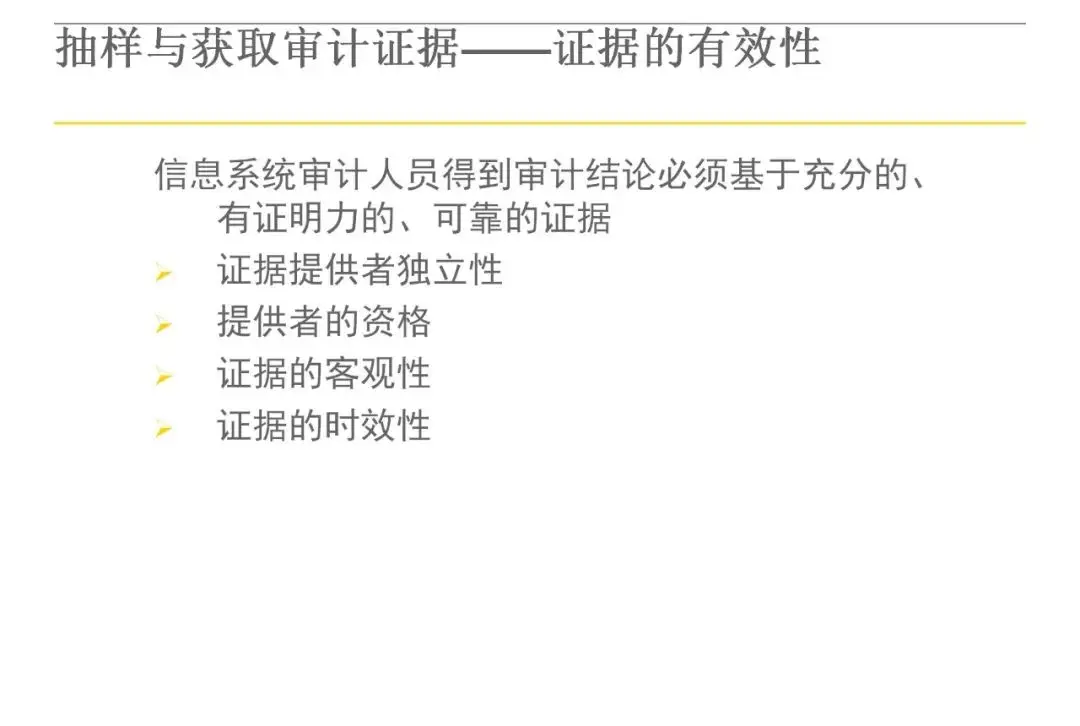 抽样与获取审计证据——证据的有效性
信息系统审计人员得到审计结论必须基于充分的、
有证明力的、可靠的证据
证据提供者独立性
提供者的资格
证据的客观性
证据的时效性